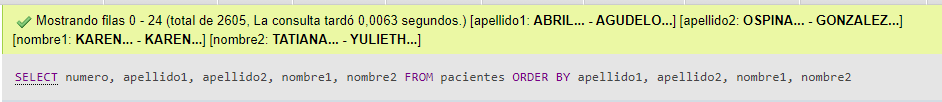 Mostrando filas 0 - 24 (total de 2605, La consulta tardó 0,0063 segundos.) [apellido1: ABRIL... - AGUDELO...] [apellido2: OSPINA... - GONZALEZ...]
[nombre1: KAREN... - KAREN...] [nombre2: TATIANA... - YULIETH...]
SELECT numero, apellido1, apellido2, nombre1, nombre2 FROM pacientes ORDER BY apellido1, apellido2, nombre1, nombre2